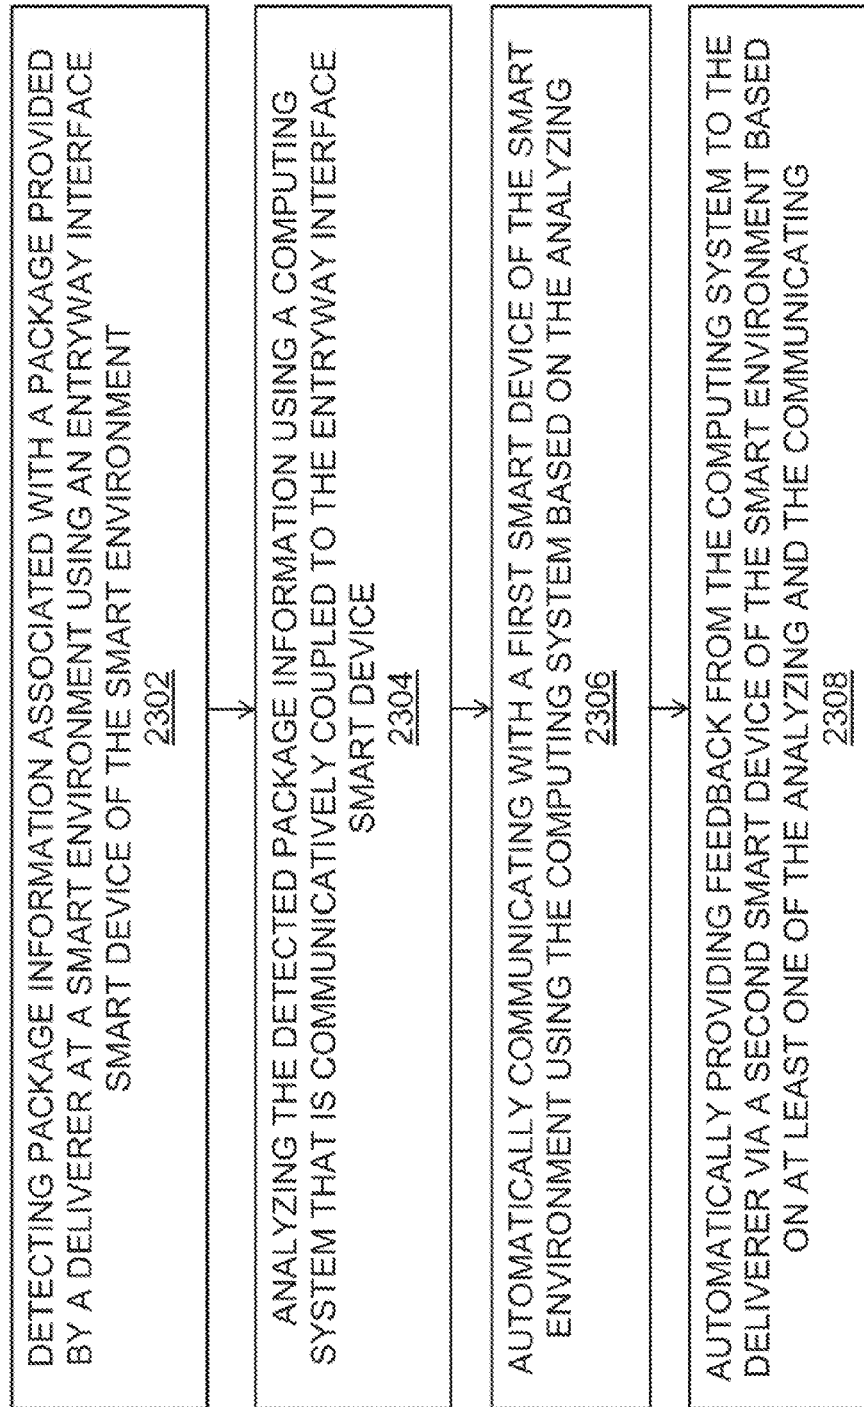 DETECTING PACKAGE INFORMATION ASSOCIATED WITH A PACKAGE PROVIDED
BY A DELIVERER AT A SMART ENVIRONMENT USING AN ENTRYWAY INTERFACE
SMART DEVICE OF THE SMART ENVIRONMENT
2302
ANALYZING THE DETECTED PACKAGE INFORMATION USING A COMPUTING
SYSTEM THAT IS COMMUNICATIVELY COUPLED TO THE ENTRYWAY INTERFACE
SMART DEVICE
2304
AUTOMATICALLY COMMUNICATING WITH A FIRST SMART DEVICE OF THE SMART
ENVIRONMENT USING THE COMPUTING SYSTEM BASED ON THE ANALYZING
2306
AUTOMATICALLY PROVIDING FEEDBACK FROM THE COMPUTING SYSTEM TO THE
DELIVERER VIA A SECOND SMART DEVICE OF THE SMART ENVIRONMENT BASED
ON AT LEAST ONE OF THE ANALYZING AND THE COMMUNICATING
2308